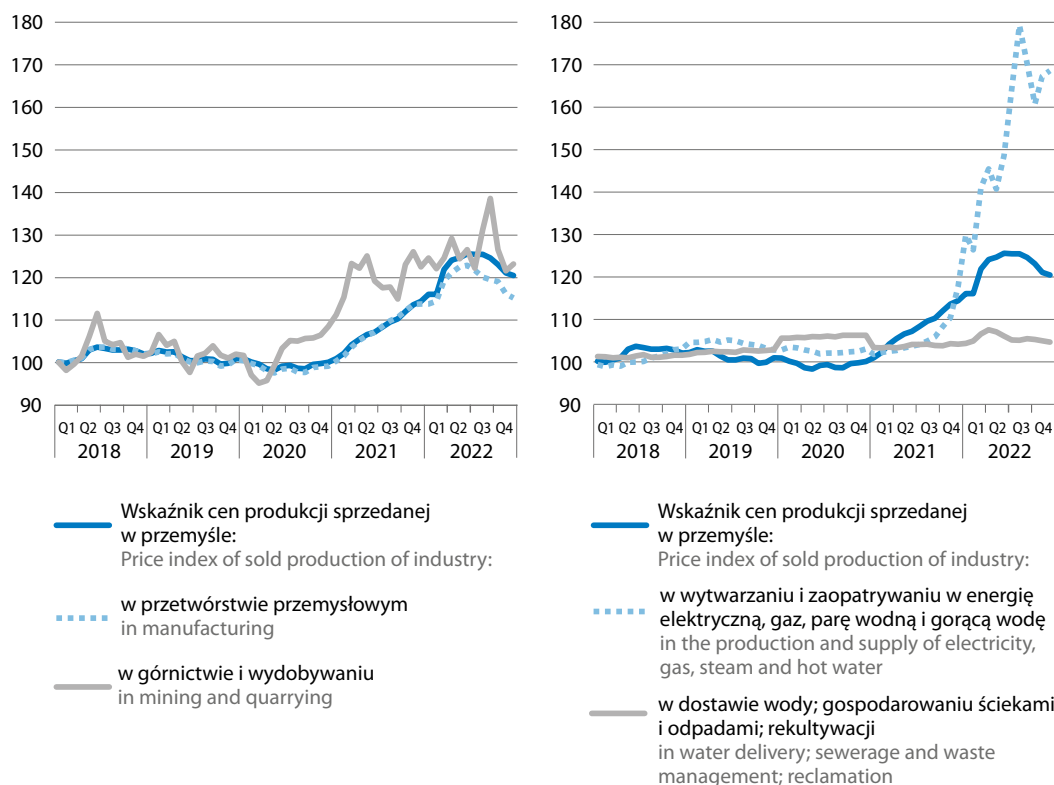 180
170
160
150
140
130
120
110
100
90
Q1 Q2 Q3 Q4 Q1 Q2 Q3 Q4 Q1 Q2 Q3 Q4 Q1 Q2 Q3 Q4 Q1 Q2 Q3 Q4
2018 2019 2020 2021 2022
Wskaźnik cen produkcji sprzedanej
w przemyśle:
Price index of sold production of industry:
w przetwórstwie przemysłowym
in manufacturing
w górnictwie i wydobywaniu
in mining and quarrying
180
170
160
150
140
130
120
110
100
90
Q1 Q2 Q3 Q4 Q1 Q2 Q3 Q4 Q1 Q2 Q3 Q4 Q1 Q2 Q3 Q4 Q1 Q2 Q3 Q4
2018 2019 2020 2021 2022
Wskaźnik cen produkcji sprzedanej
w przemyśle:
Price index of sold production of industry:
w wytwarzaniu i zaopatrywaniu w energię
elektryczną, gaz, parę wodną i gorącą wodę
in the production and supply of electricity,
gas, steam and hot water
w dostawie wody; gospodarowaniu ściekami
i odpadami; rekultywacji
in water delivery; sewerage and waste
management; reclamation